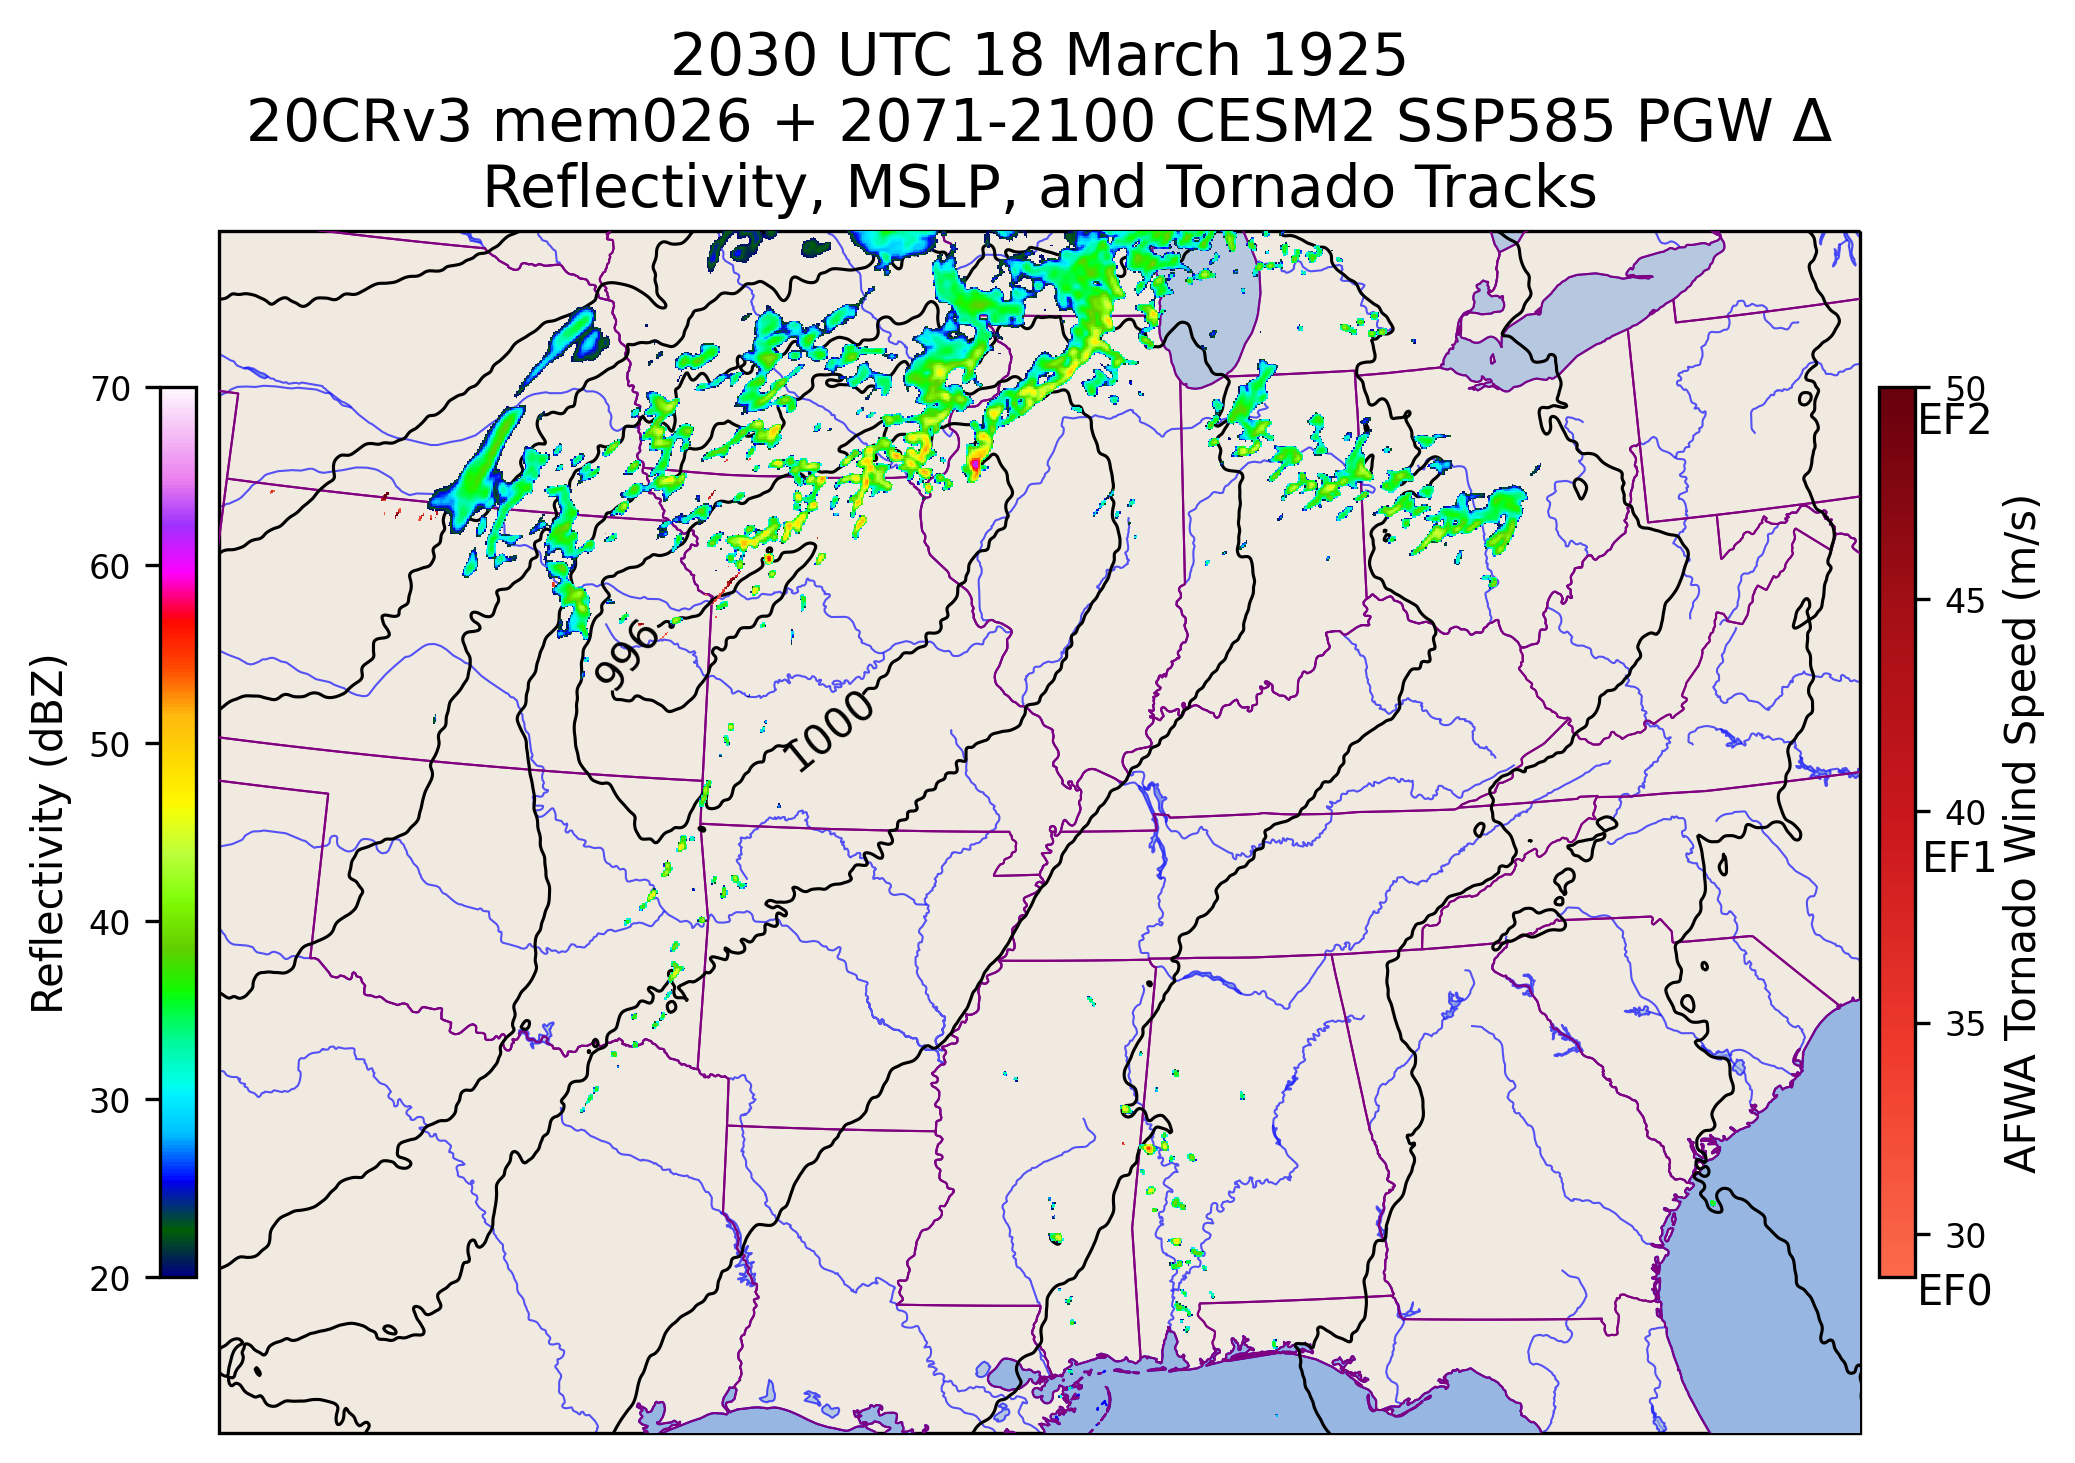 2030 UTC 18 March 1925
20CRv3 mem026 + 2071-2100 CESM2 SSP585 PGW Δ
Reflectivity, MSLP, and Tornado Tracks
70
60
50
40
30
20
Reflectivity (dBZ)
996
1000
50
EF2
45
40
EF1
35
30
EF0
AFWA Tornado Wind Speed (m/s)